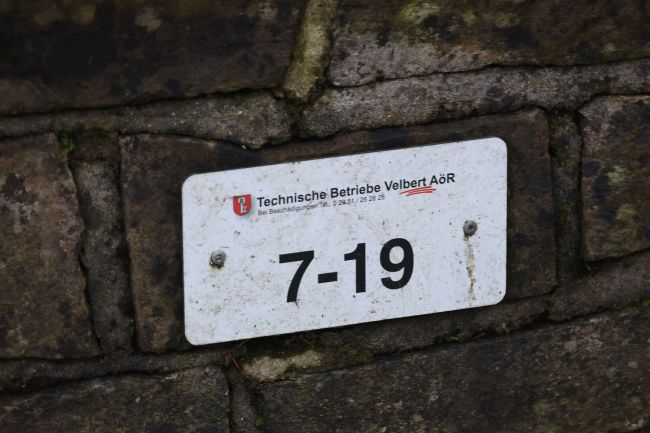 Technische Betriebe Velbert AöR
Bei Beschädigungen Tel.: 0 20 51 / 26 26 26
7-19